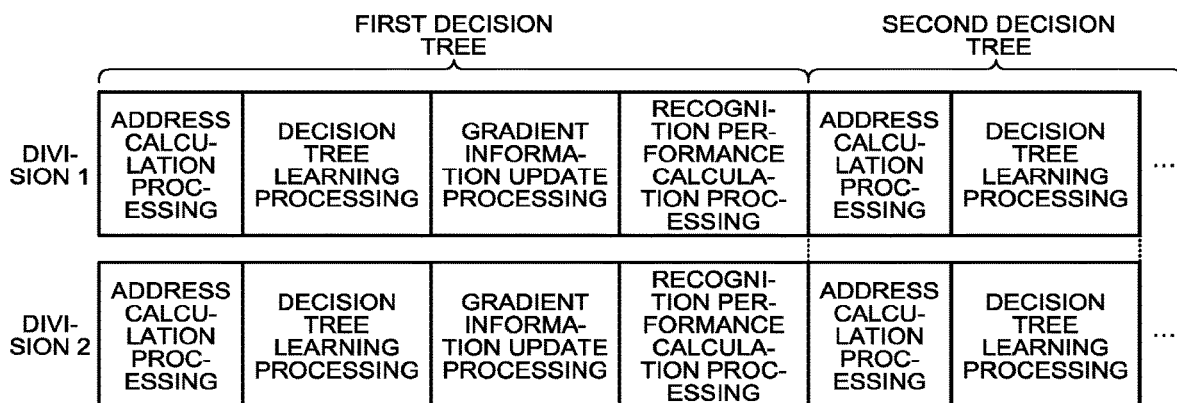 FIRST DECISION
TREE
SECOND DECISION
TREE
DIVI-
SION 1
ADDRESS
CALCU-
LATION
PROC-
ESSING
DECISION
TREE
LEARNING
PROCESSING
GRADIENT
INFORMA-
TION UPDATE
PROCESSING
RECOGNI-
TION PER-
FORMANCE
CALCULA-
TION PROC-
ESSING
ADDRESS
CALCU-
LATION
PROC-
ESSING
DECISION
TREE
LEARNING
PROCESSING
...
DIVI-
SION 2
ADDRESS
CALCU-
LATION
PROC-
ESSING
DECISION
TREE
LEARNING
PROCESSING
GRADIENT
INFORMA-
TION UPDATE
PROCESSING
RECOGNI-
TION PER-
FORMANCE
CALCULA-
TION PROC-
ESSING
ADDRESS
CALCU-
LATION
PROC-
ESSING
DECISION
TREE
LEARNING
PROCESSING
...